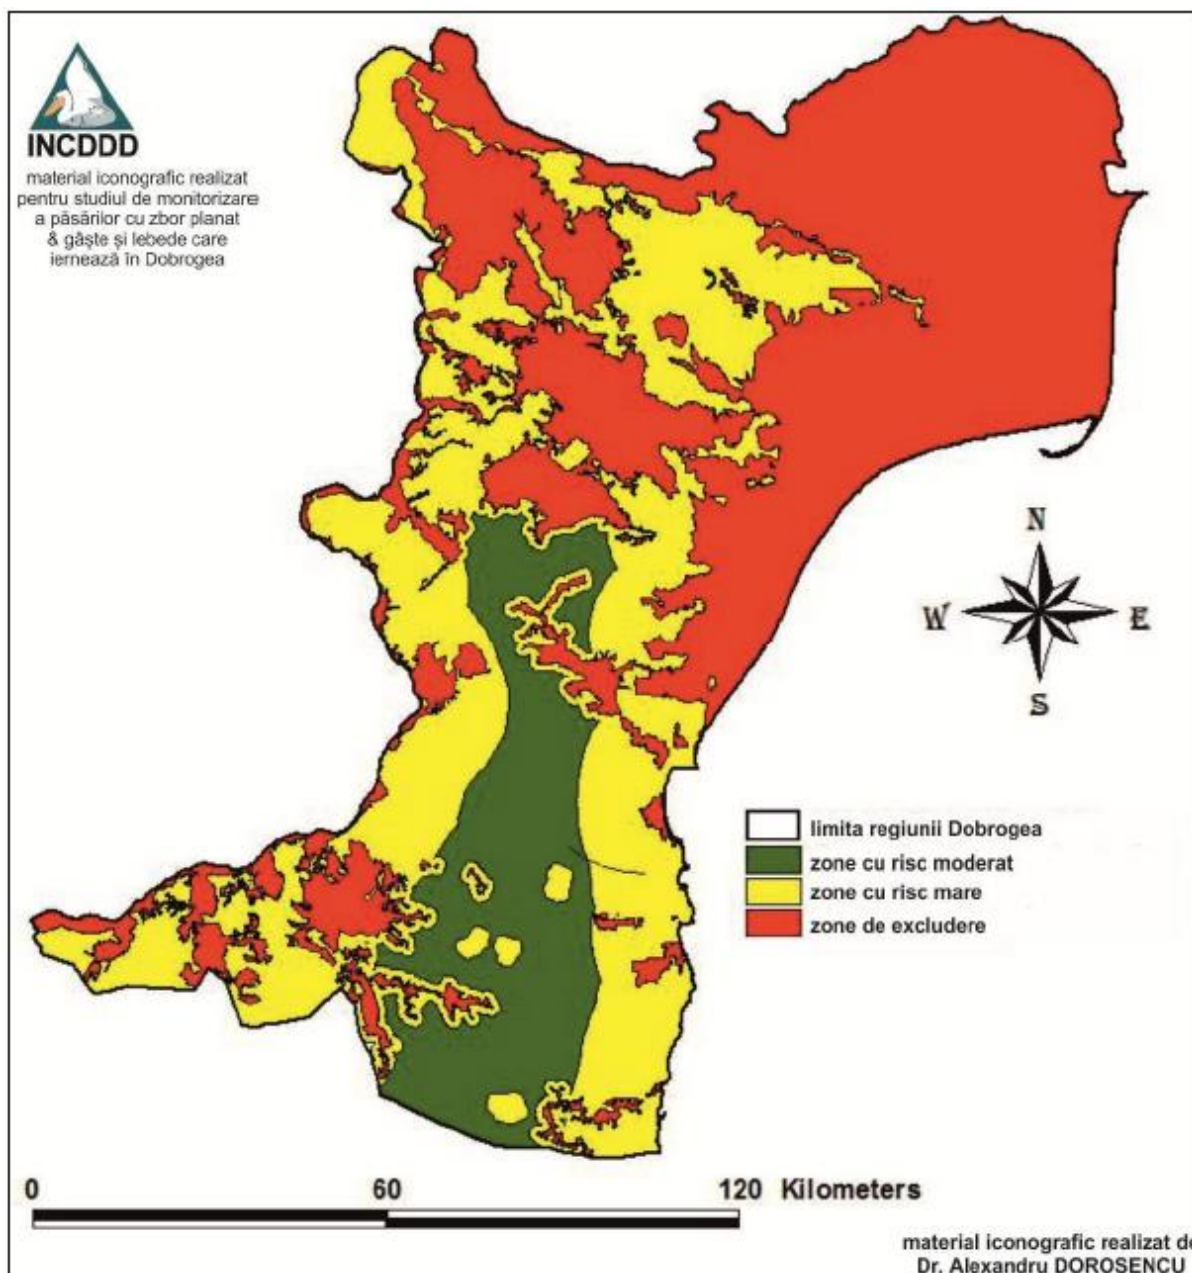 INCDDD
material iconografic realizat
pentru studiul de monitorizare
a păsărilor cu zbor planat
& gâște și lebede care
iernează în Dobrogea
N
W E
S
limita regiunii Dobrogea
zone cu risc moderat
zone cu risc mare
zone de excludere
0 60 120 Kilometers
material iconografic realizat de
Dr. Alexandru DOROSENCU